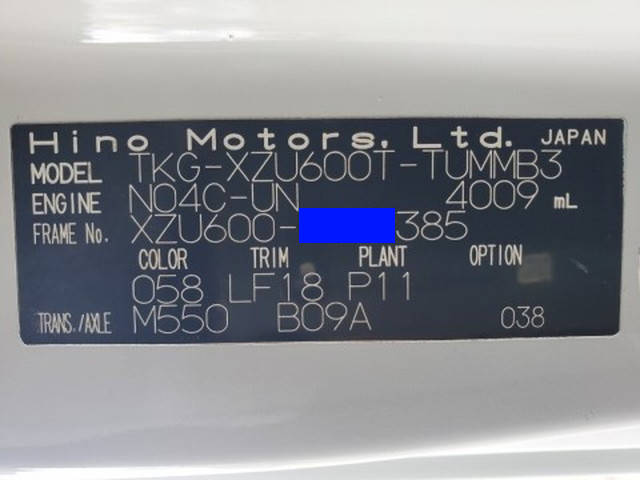 Hino Motors, Ltd. JAPAN
MODEL TKG-XZU600T-TUMMB3
ENGINE N04C-UN 4009 mL
FRAME No. XZU600- 385
COLOR TRIM PLANT OPTION
058 LF18 P11
TRANS./AXLE M550 B09A 038